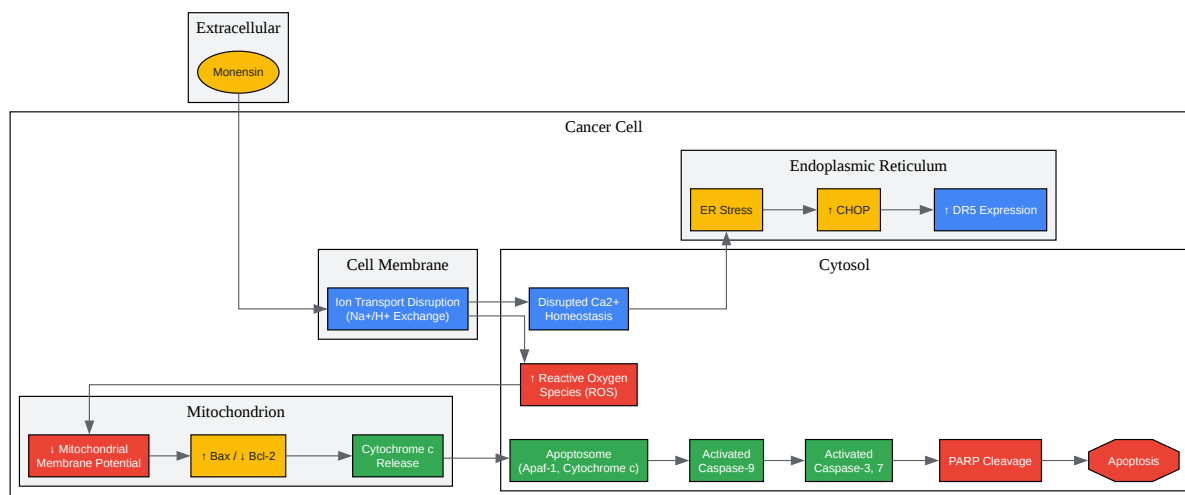 Extracellular
Monensin
Cancer Cell
Endoplasmic Reticulum
ER Stress
↑ CHOP
↑ DR5 Expression
Cell Membrane
Ion Transport Disruption
(Na+/H+ Exchange)
Cytosol
Disrupted Ca2+
Homeostasis
↑ Reactive Oxygen
Species (ROS)
Mitochondrion
↓ Mitochondrial
Membrane Potential
↑ Bax / ↓ Bcl-2
Cytochrome c
Release
Apoptosome
(Apaf-1, Cytochrome c)
Activated
Caspase-9
Activated
Caspase-3, 7
PARP Cleavage
Apoptosis